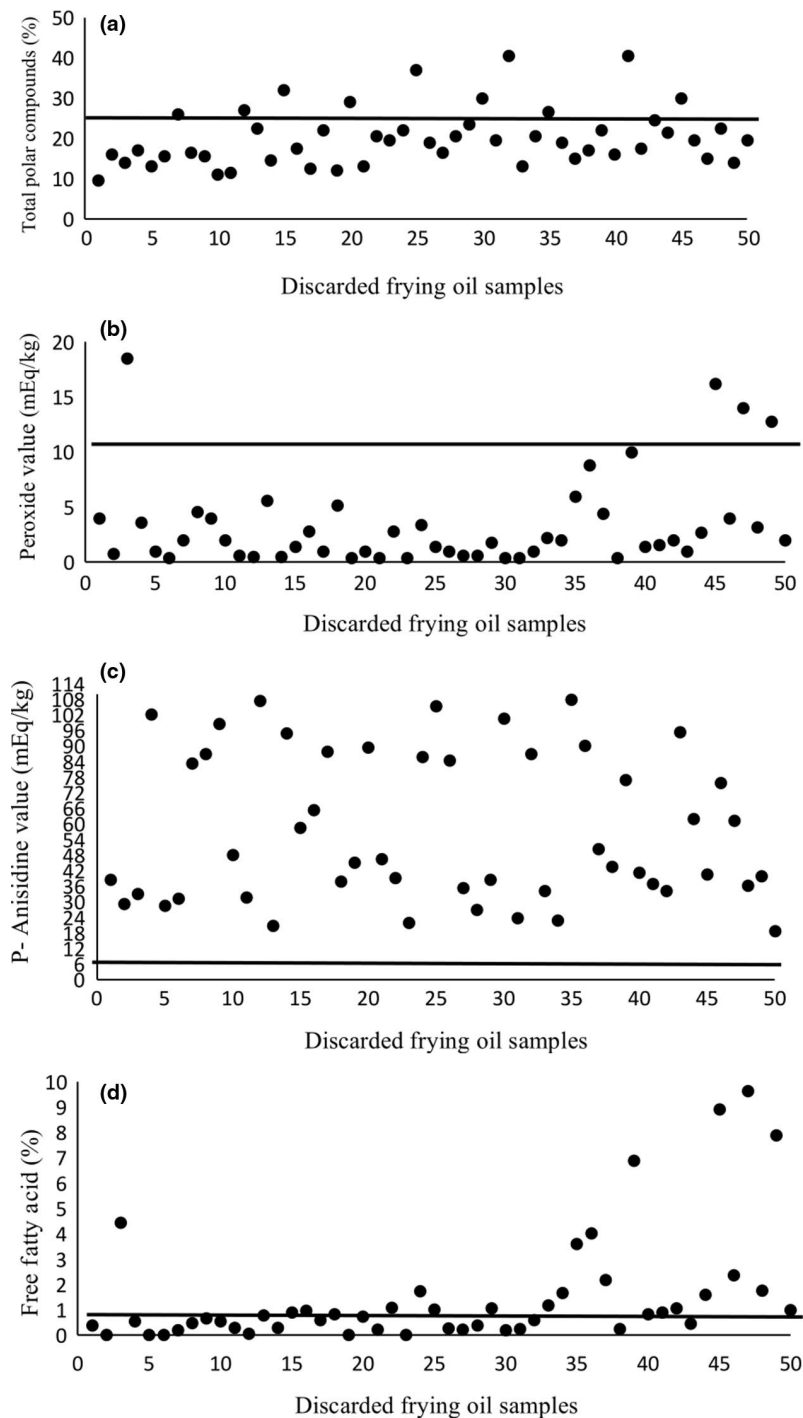 (a)
Total polar compounds (%)
50
40
30
20
10
0
0 5 10 15 20 25 30 35 40 45 50
Discarded frying oil samples
(b)
Peroxide value (mEq/kg)
20
15
10
5
0
0 5 10 15 20 25 30 35 40 45 50
Discarded frying oil samples
(c)
P- Anisidine value (mEq/kg)
114
108
102
96
90
84
78
72
66
60
54
48
42
36
30
24
18
12
6
0
0 5 10 15 20 25 30 35 40 45 50
Discarded frying oil samples
(d)
Free fatty acid (%)
10
9
8
7
6
5
4
3
2
1
0
0 5 10 15 20 25 30 35 40 45 50
Discarded frying oil samples